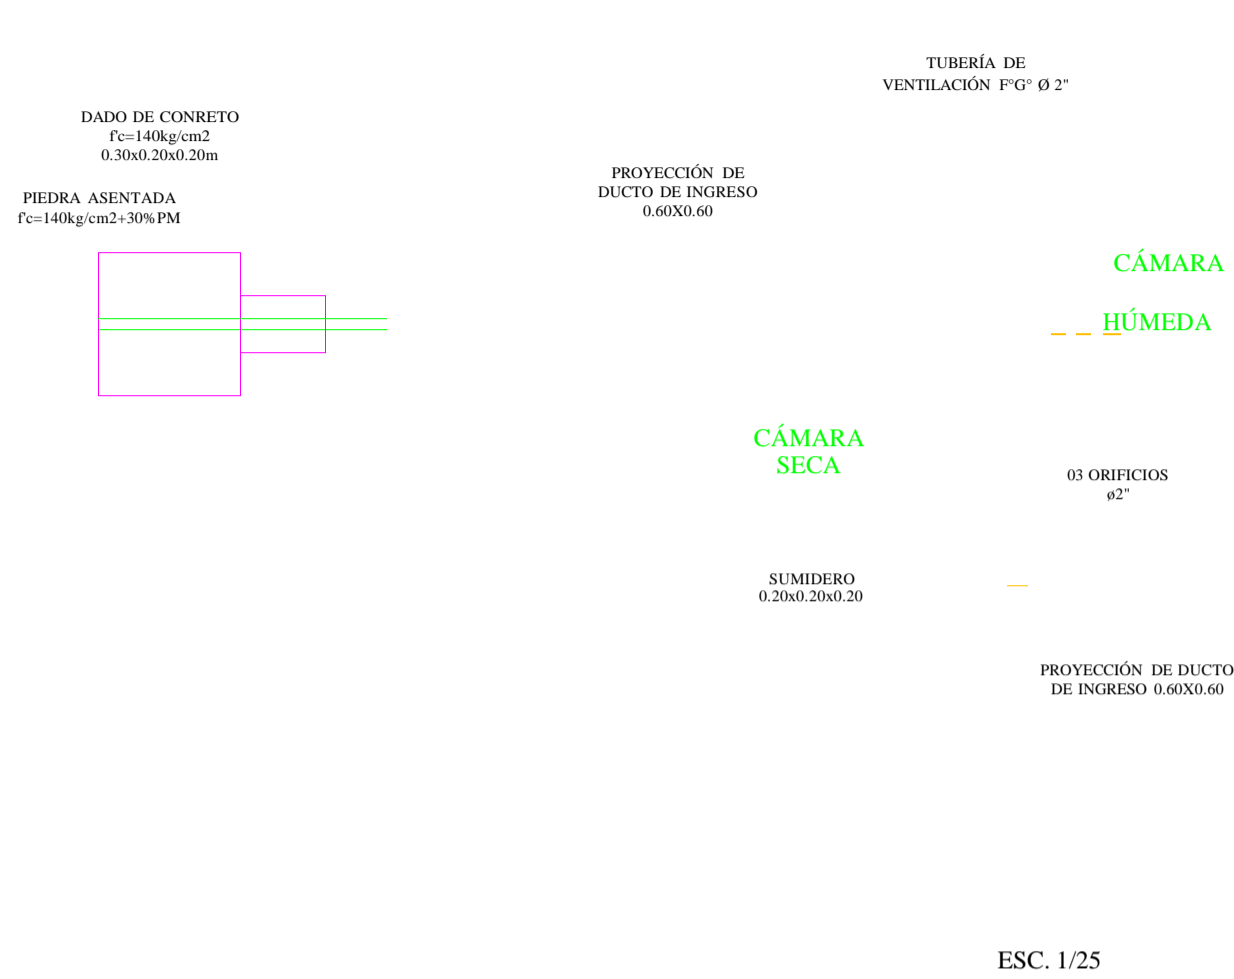 TUBERÍA DE
VENTILACIÓN F°G° Ø 2"
DADO DE CONRETO
f'c=140kg/cm2
0.30x0.20x0.20m
PROYECCIÓN DE
DUCTO DE INGRESO
0.60X0.60
PIEDRA ASENTADA
f'c=140kg/cm2+30%PM
CÁMARA
HÚMEDA
CÁMARA
SECA
03 ORIFICIOS
ø2"
SUMIDERO
0.20x0.20x0.20
PROYECCIÓN DE DUCTO
DE INGRESO 0.60X0.60
ESC. 1/25